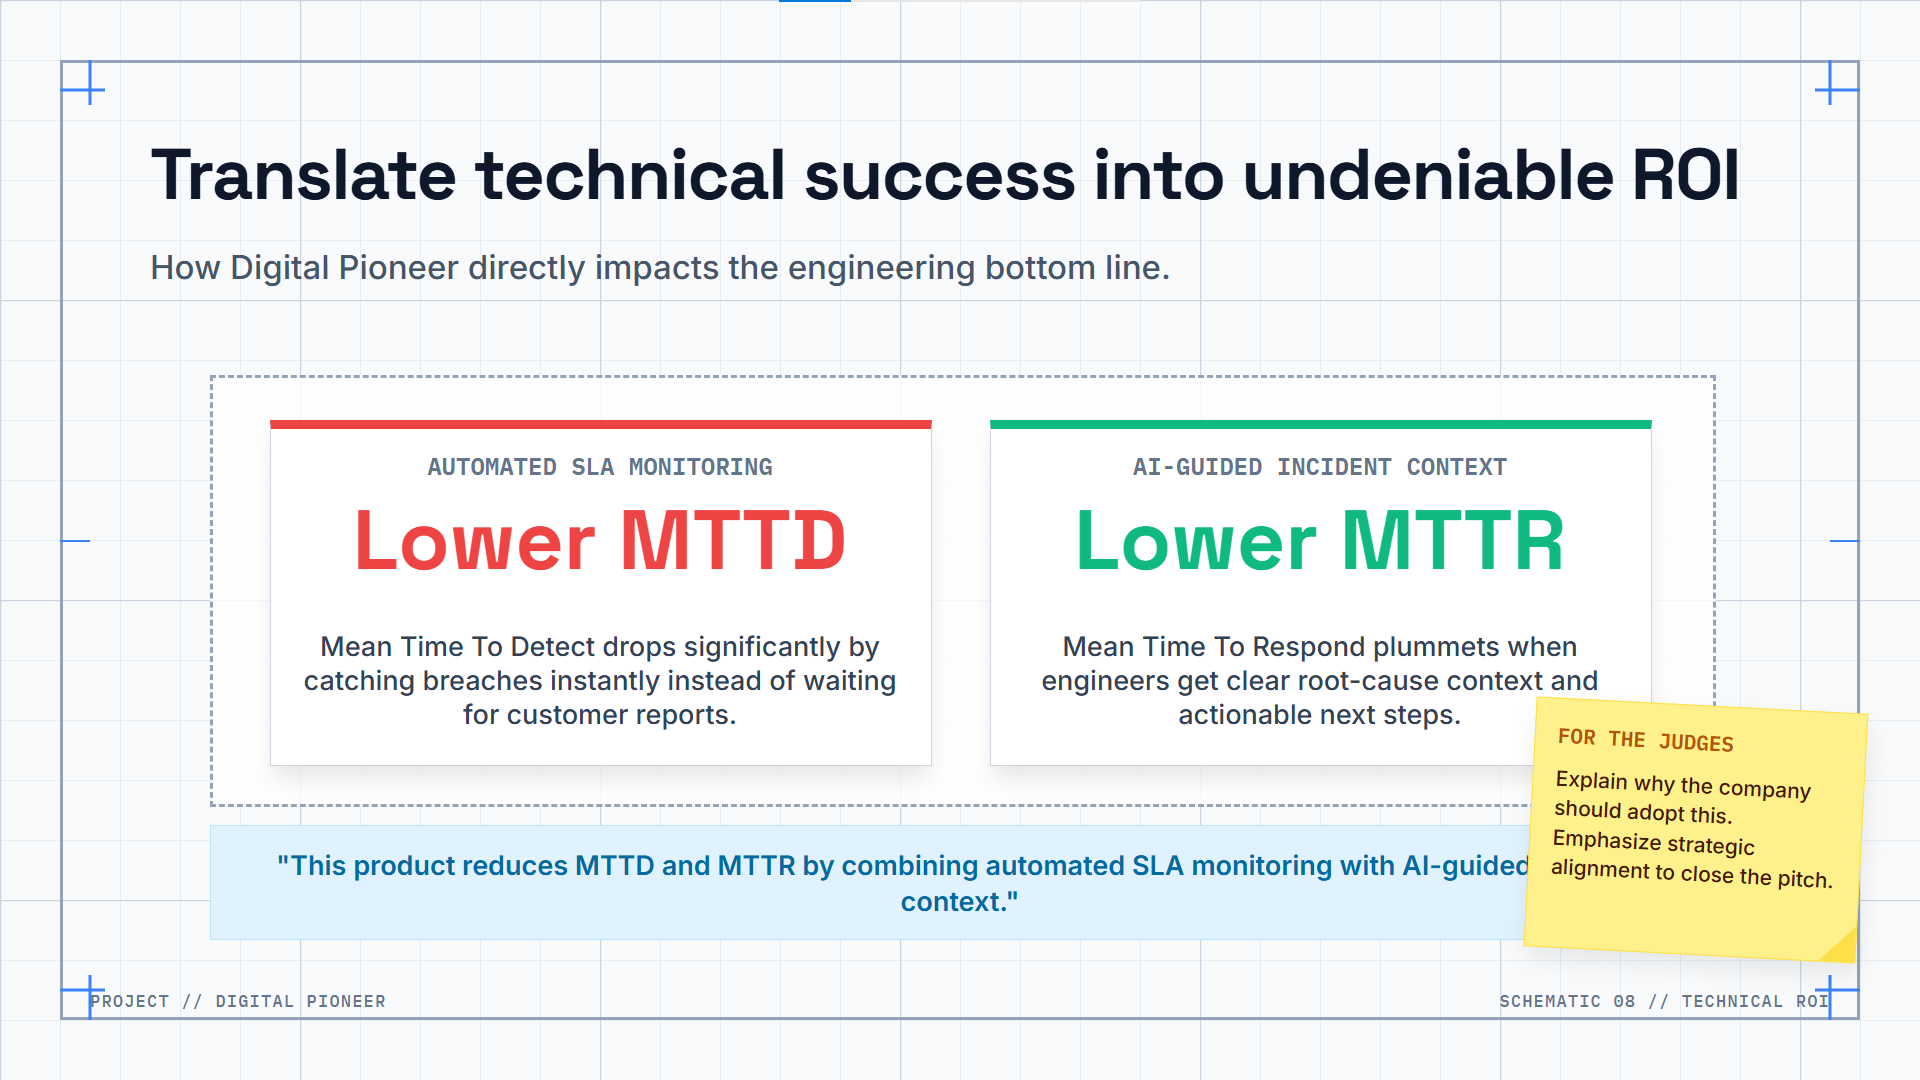 Translate technical success into undeniable ROI
How Digital Pioneer directly impacts the engineering bottom line.
AUTOMATED SLA MONITORING
Lower MTTD
Mean Time To Detect drops significantly by
catching breaches instantly instead of waiting
for customer reports.
AI-GUIDED INCIDENT CONTEXT
Lower MTTR
Mean Time To Respond plummets when
engineers get clear root-cause context and
actionable next steps.
"This product reduces MTTD and MTTR by combining automated SLA monitoring with AI-guided
context."
FOR THE JUDGES
Explain why the company
should adopt this.
Emphasize strategic
alignment to close the pitch.
PROJECT // DIGITAL PIONEER
SCHEMATIC 08 // TECHNICAL ROI